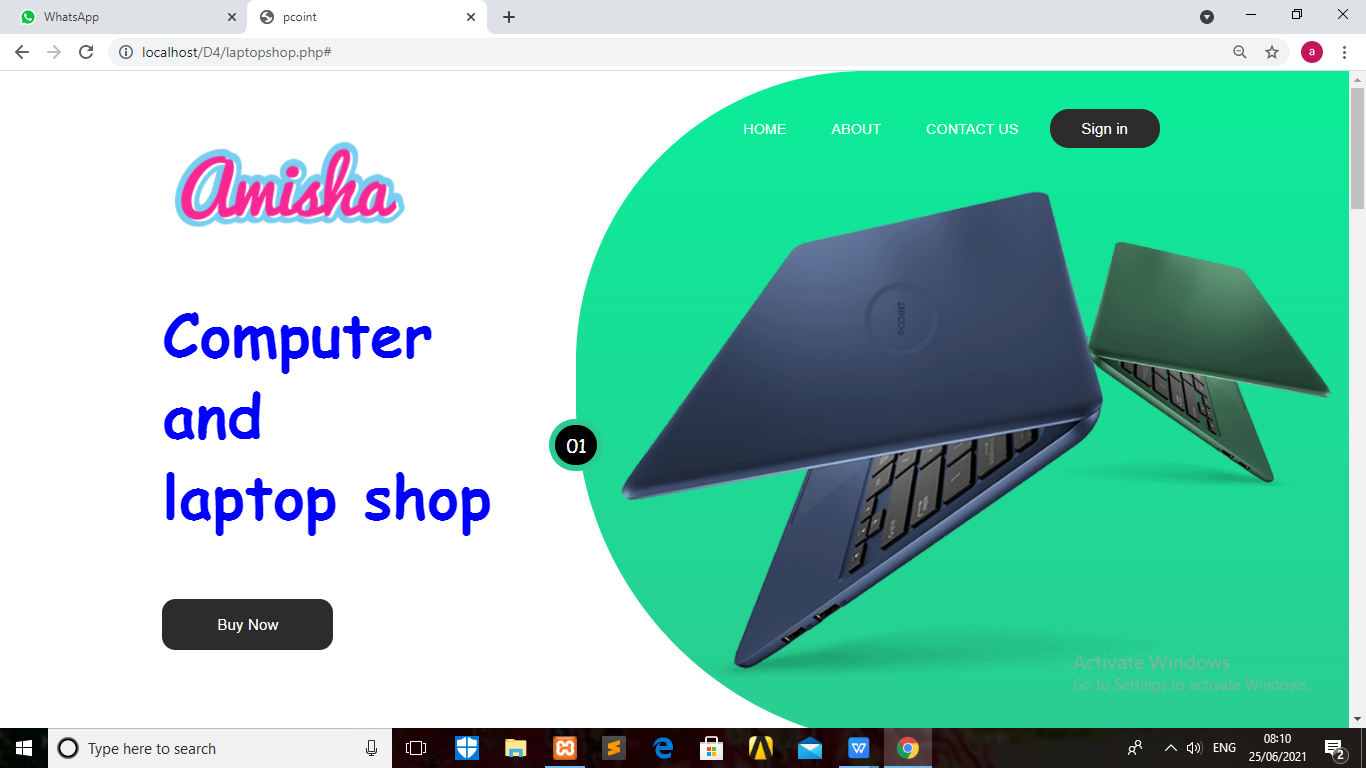 WhatsApp
pcoint
localhost/D4/laptopshop.php#
a
HOME ABOUT CONTACT US Sign in
Amisha
Computer
and
laptop shop
PCOINT
01
Buy Now
Activate Windows
Go to Settings to activate Windows.
Type here to search
ENG
08:10
25/06/2021
2